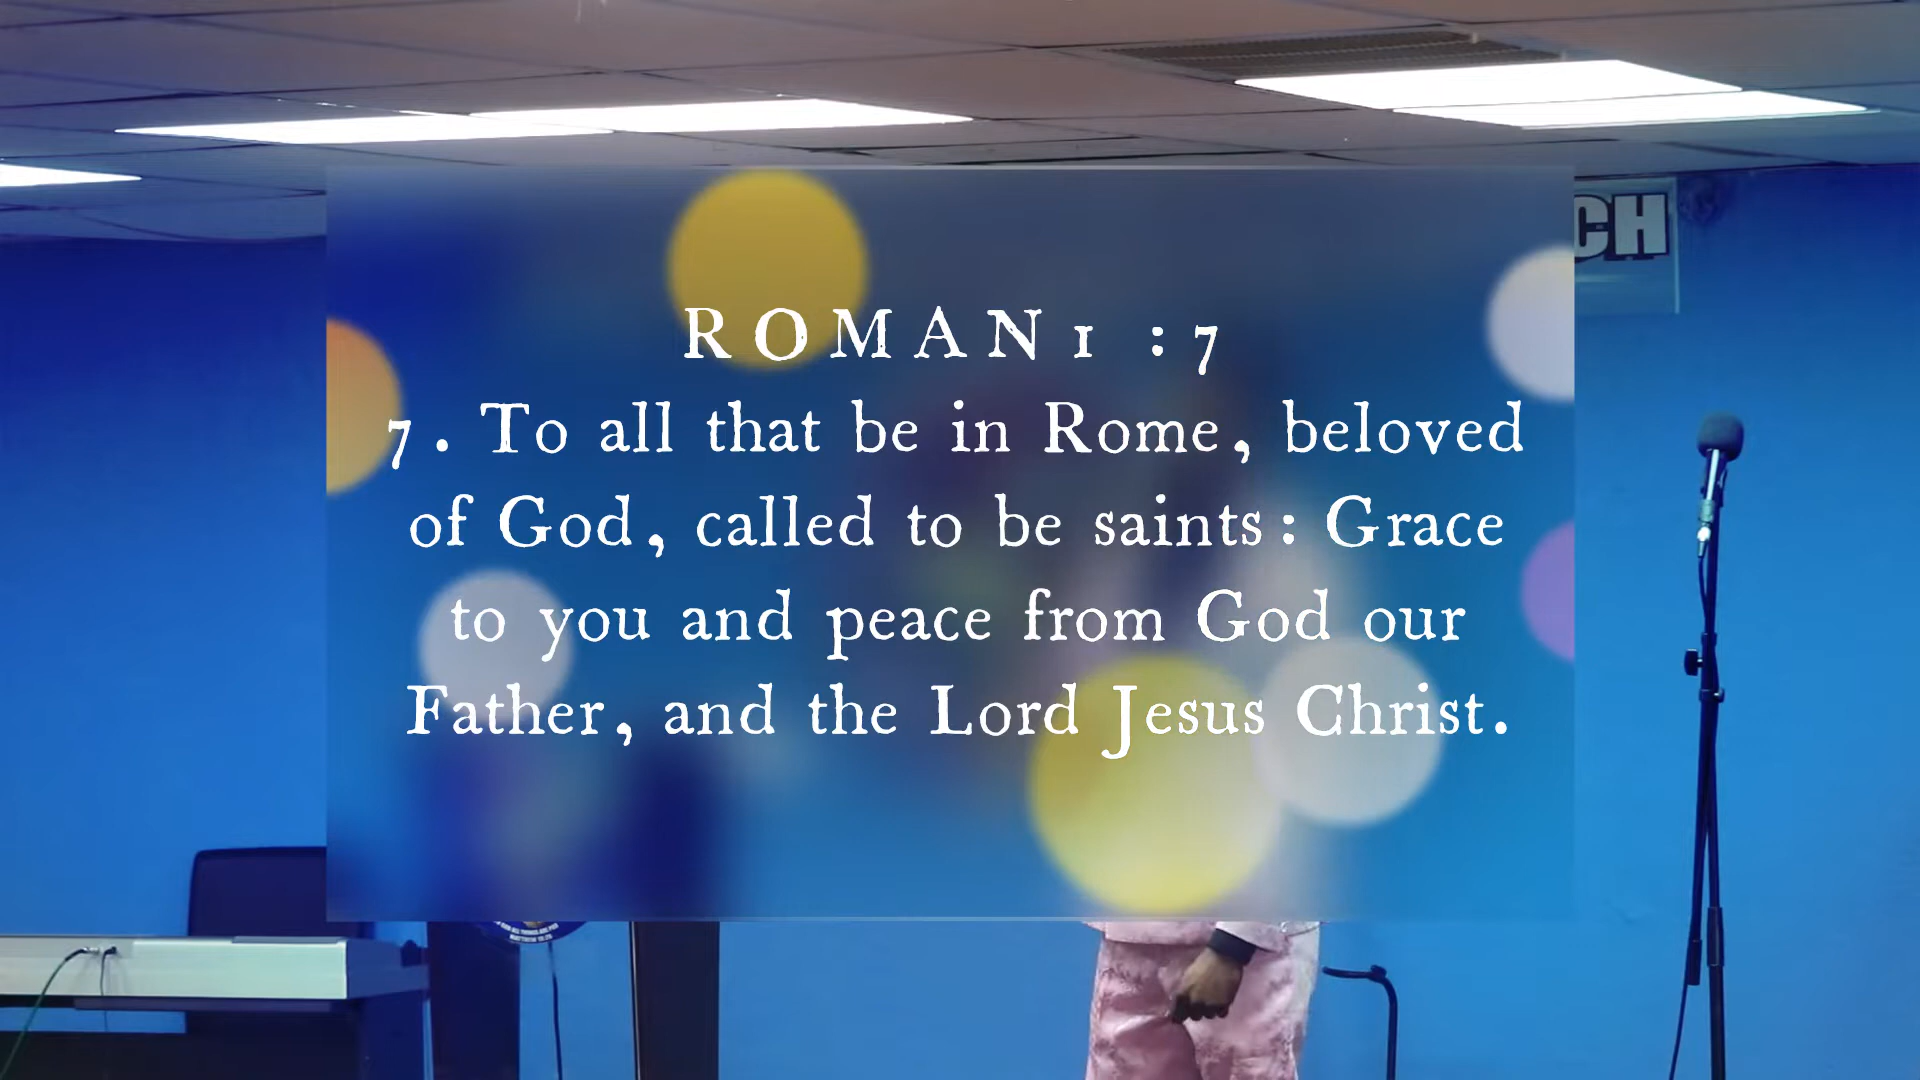 CH
ROMAN1 :7
7. To all that be in Rome, beloved
of God, called to be saints: Grace
to you and peace from God our
Father, and the Lord Jesus Christ.